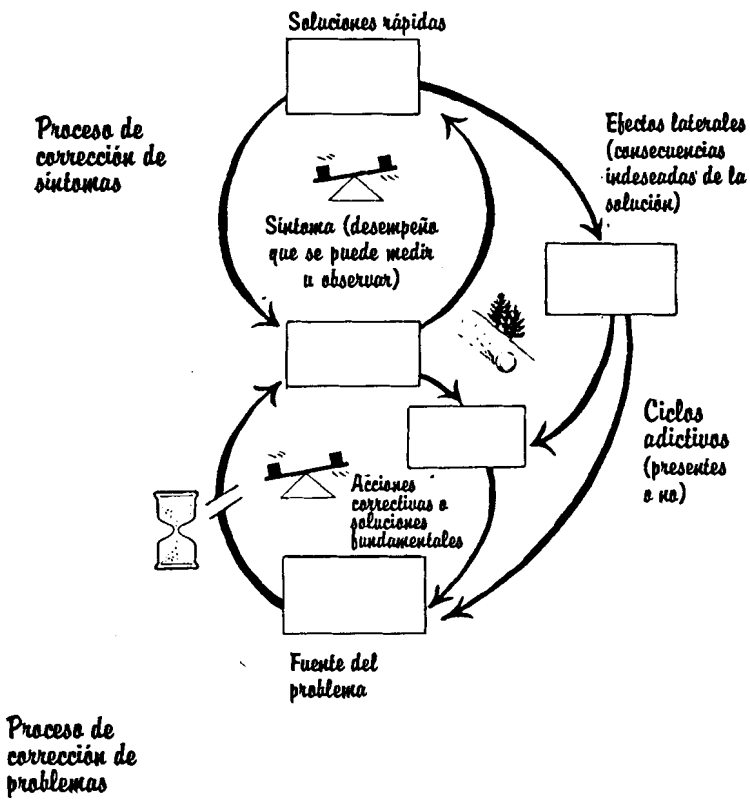 Soluciones rápidas
Proceso de
corrección de
síntomas
Efectos laterales
(consecuencias
indeseadas de la
solución)
Síntoma (desempeño
que se puede medir
u observar)
Ciclos
adictivos
(presentes
o no)
Acciones
correctivas o
soluciones
fundamentales
Fuente del
problema
Proceso de
corrección de
problemas